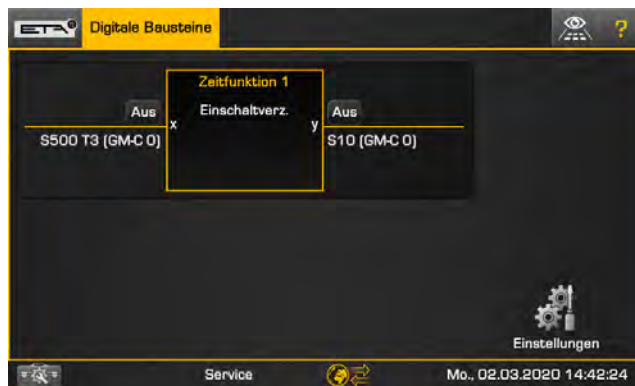 ETA Digitale Bausteine ?
Zeitfunktion 1
Aus Einschaltverz. Aus
x y
S500 T3 (GM-C 0) S10 (GM-C 0)
Einstellungen
Service Mo., 02.03.2020 14:42:24